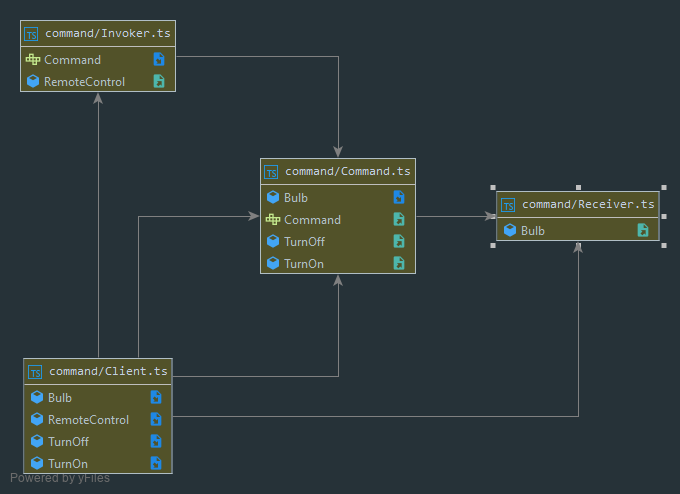 TS command/Invoker.ts
Command
RemoteControl
TS command/Command.ts
Bulb
Command
TurnOff
TurnOn
TS command/Receiver.ts
Bulb
TS command/Client.ts
Bulb
RemoteControl
TurnOff
TurnOn
Powered by yFiles